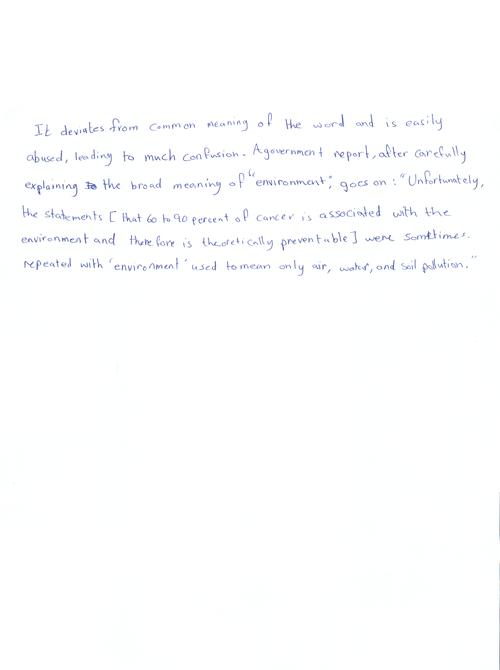 It deviates from common meaning of the word and is easily
abused, leading to much confusion. A government report, after carefully
explaining the broad meaning of "environment", goes on: "Unfortunately,
the statements [ that 60 to 90 percent of cancer is associated with the
environment and therefore is theoretically preventable] were sometimes.
repeated with 'environment' used to mean only air, water, and soil pollution."